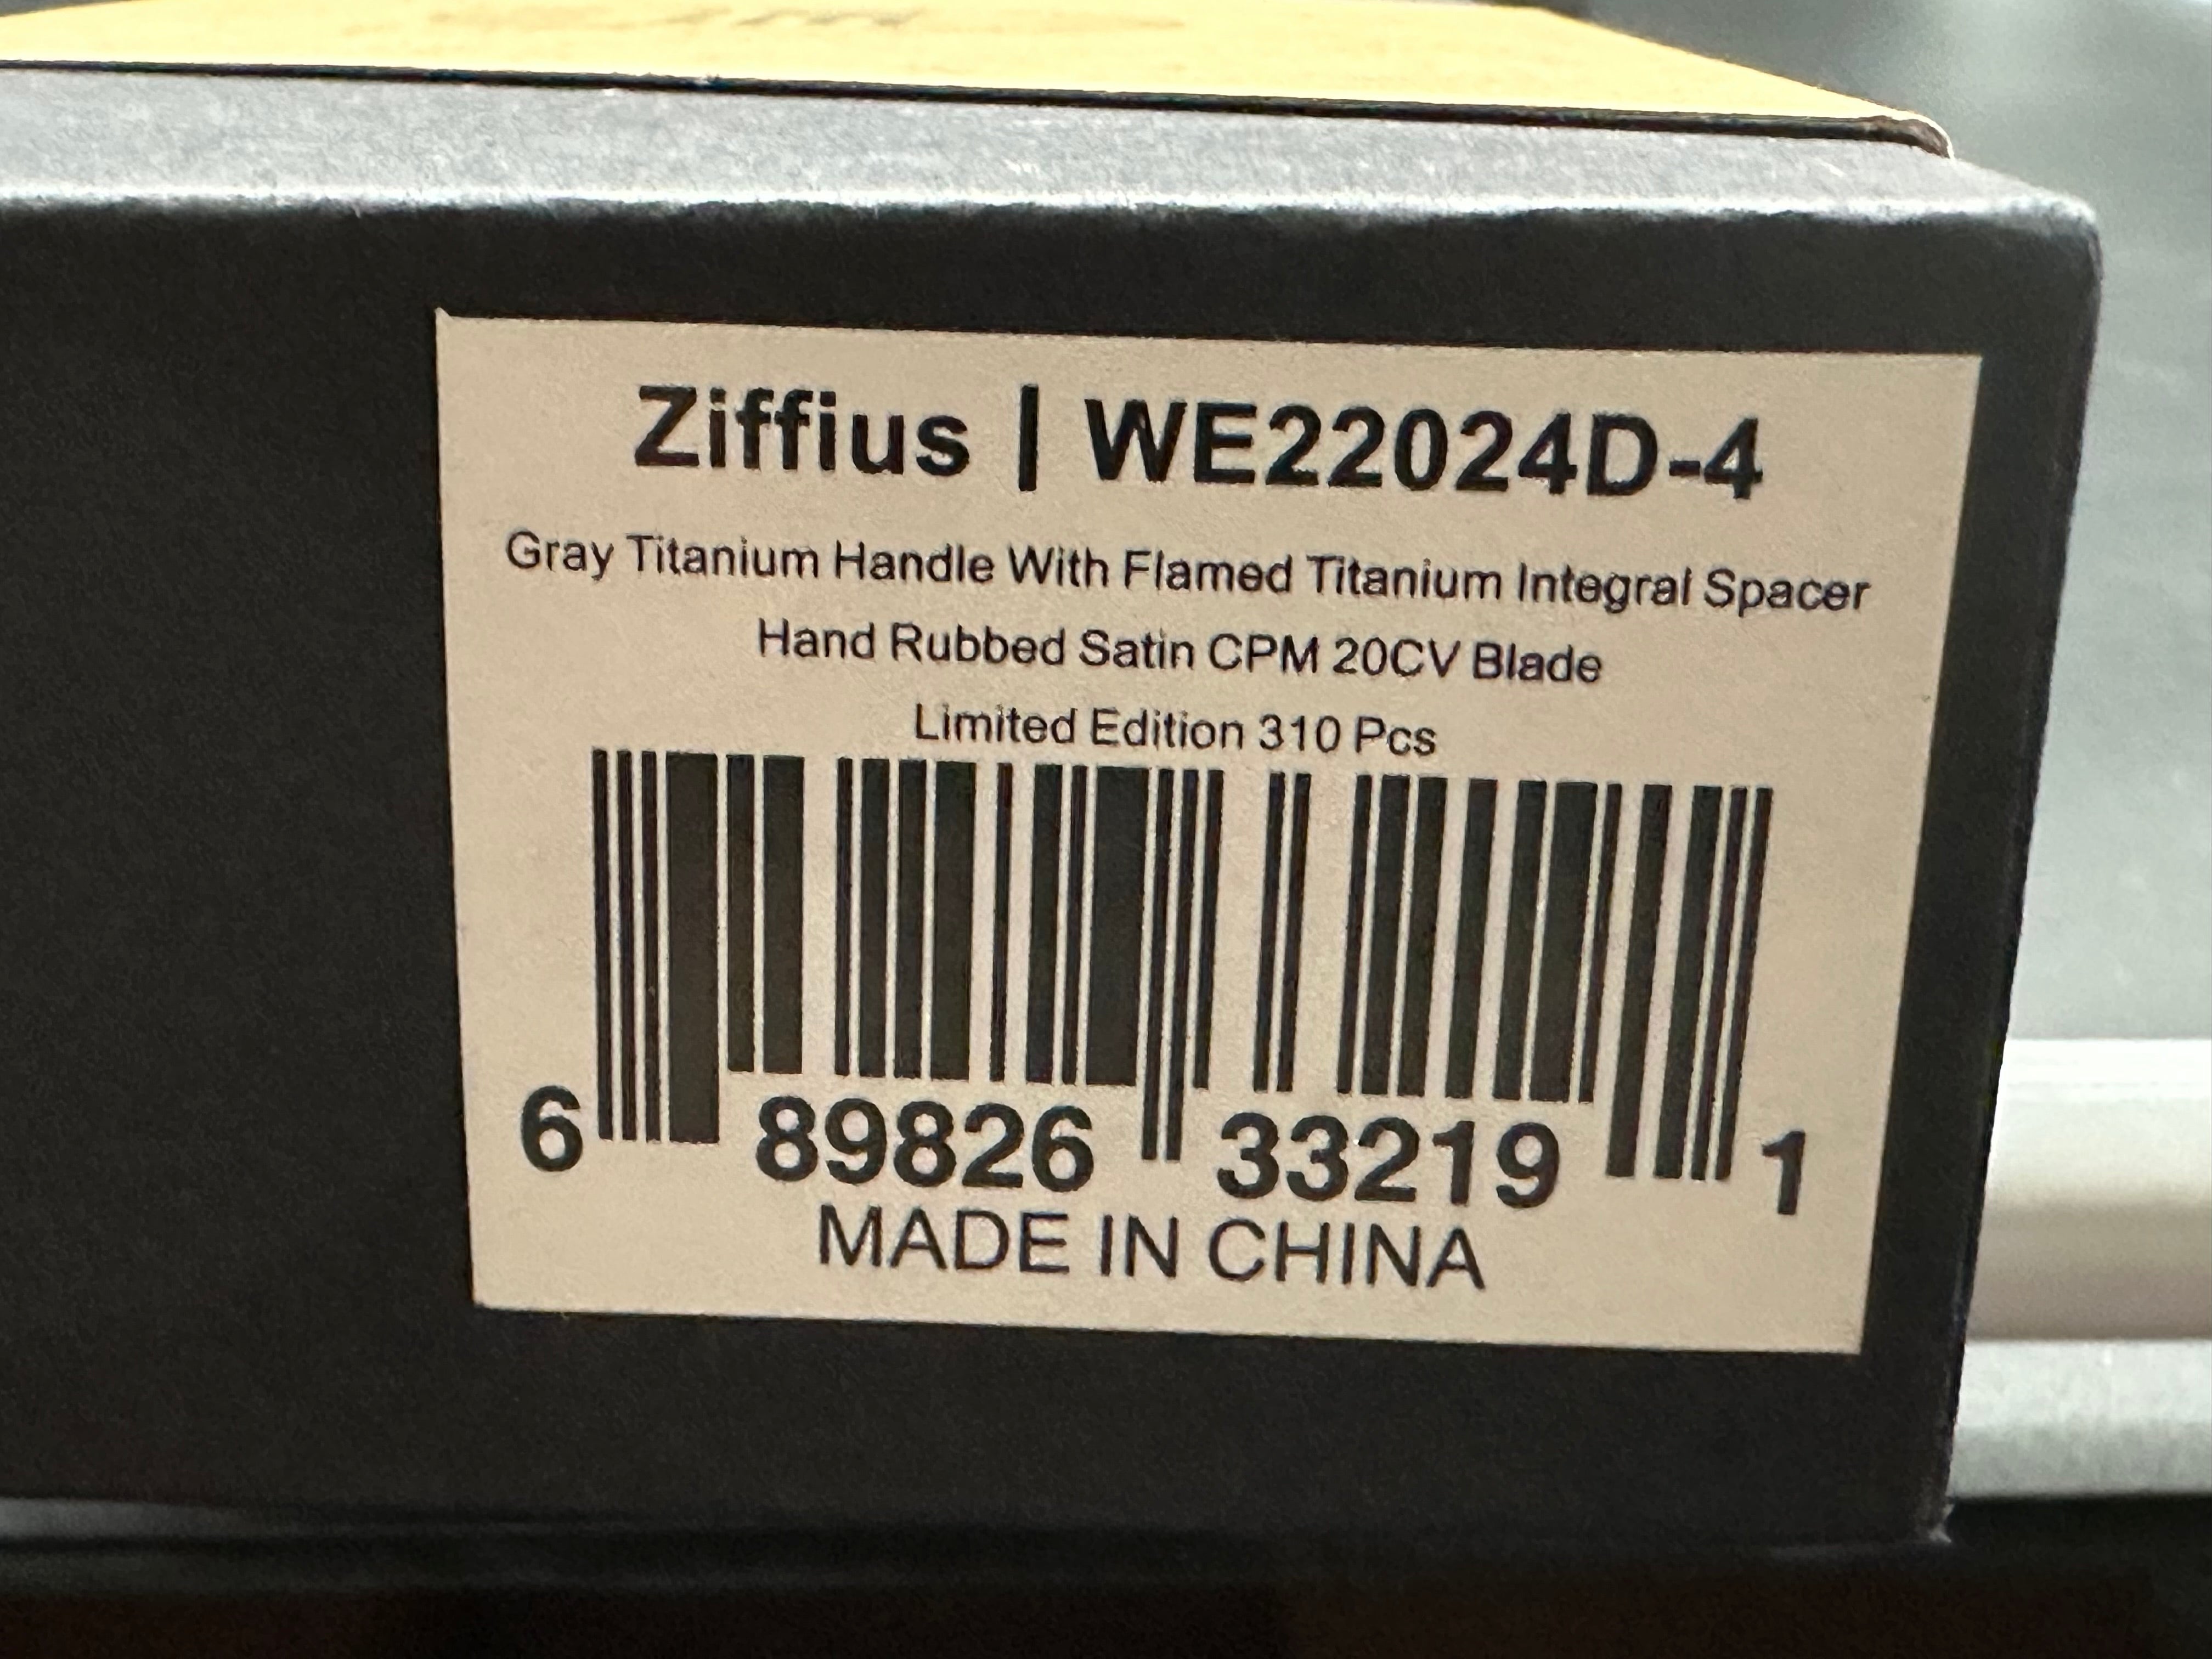 Ziffius | WE22024D-4
Gray Titanium Handle With Flamed Titanium Integral Spacer
Hand Rubbed Satin CPM 20CV Blade
Limited Edition 310 Pcs
6 89826 33219 1
MADE IN CHINA